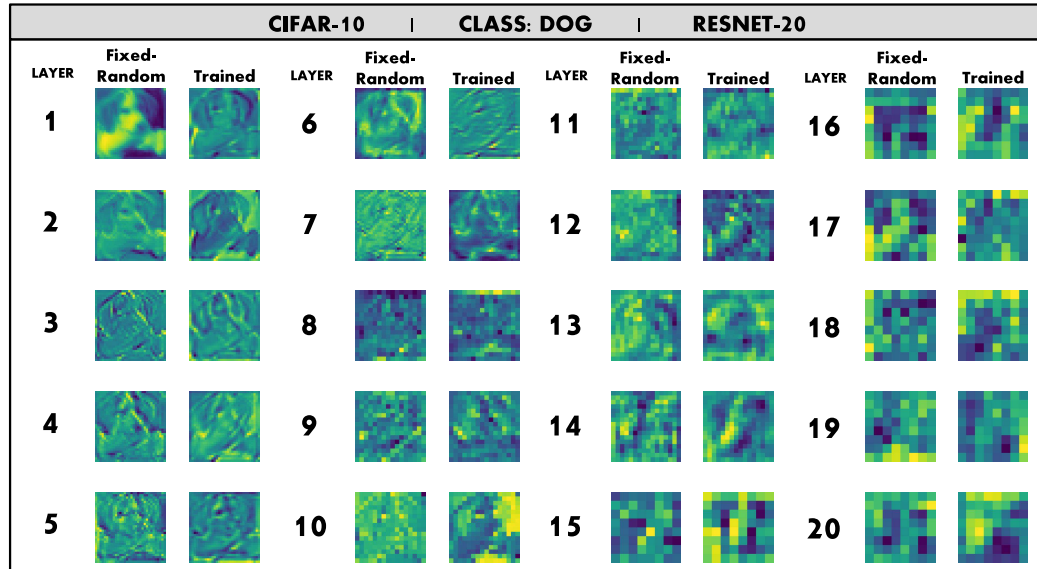 CIFAR-10 | CLASS: DOG | RESNET-20
LAYER Fixed-Random Trained LAYER Fixed-Random Trained LAYER Fixed-Random Trained LAYER Fixed-Random Trained
1 6 11 16
2 7 12 17
3 8 13 18
4 9 14 19
5 10 15 20